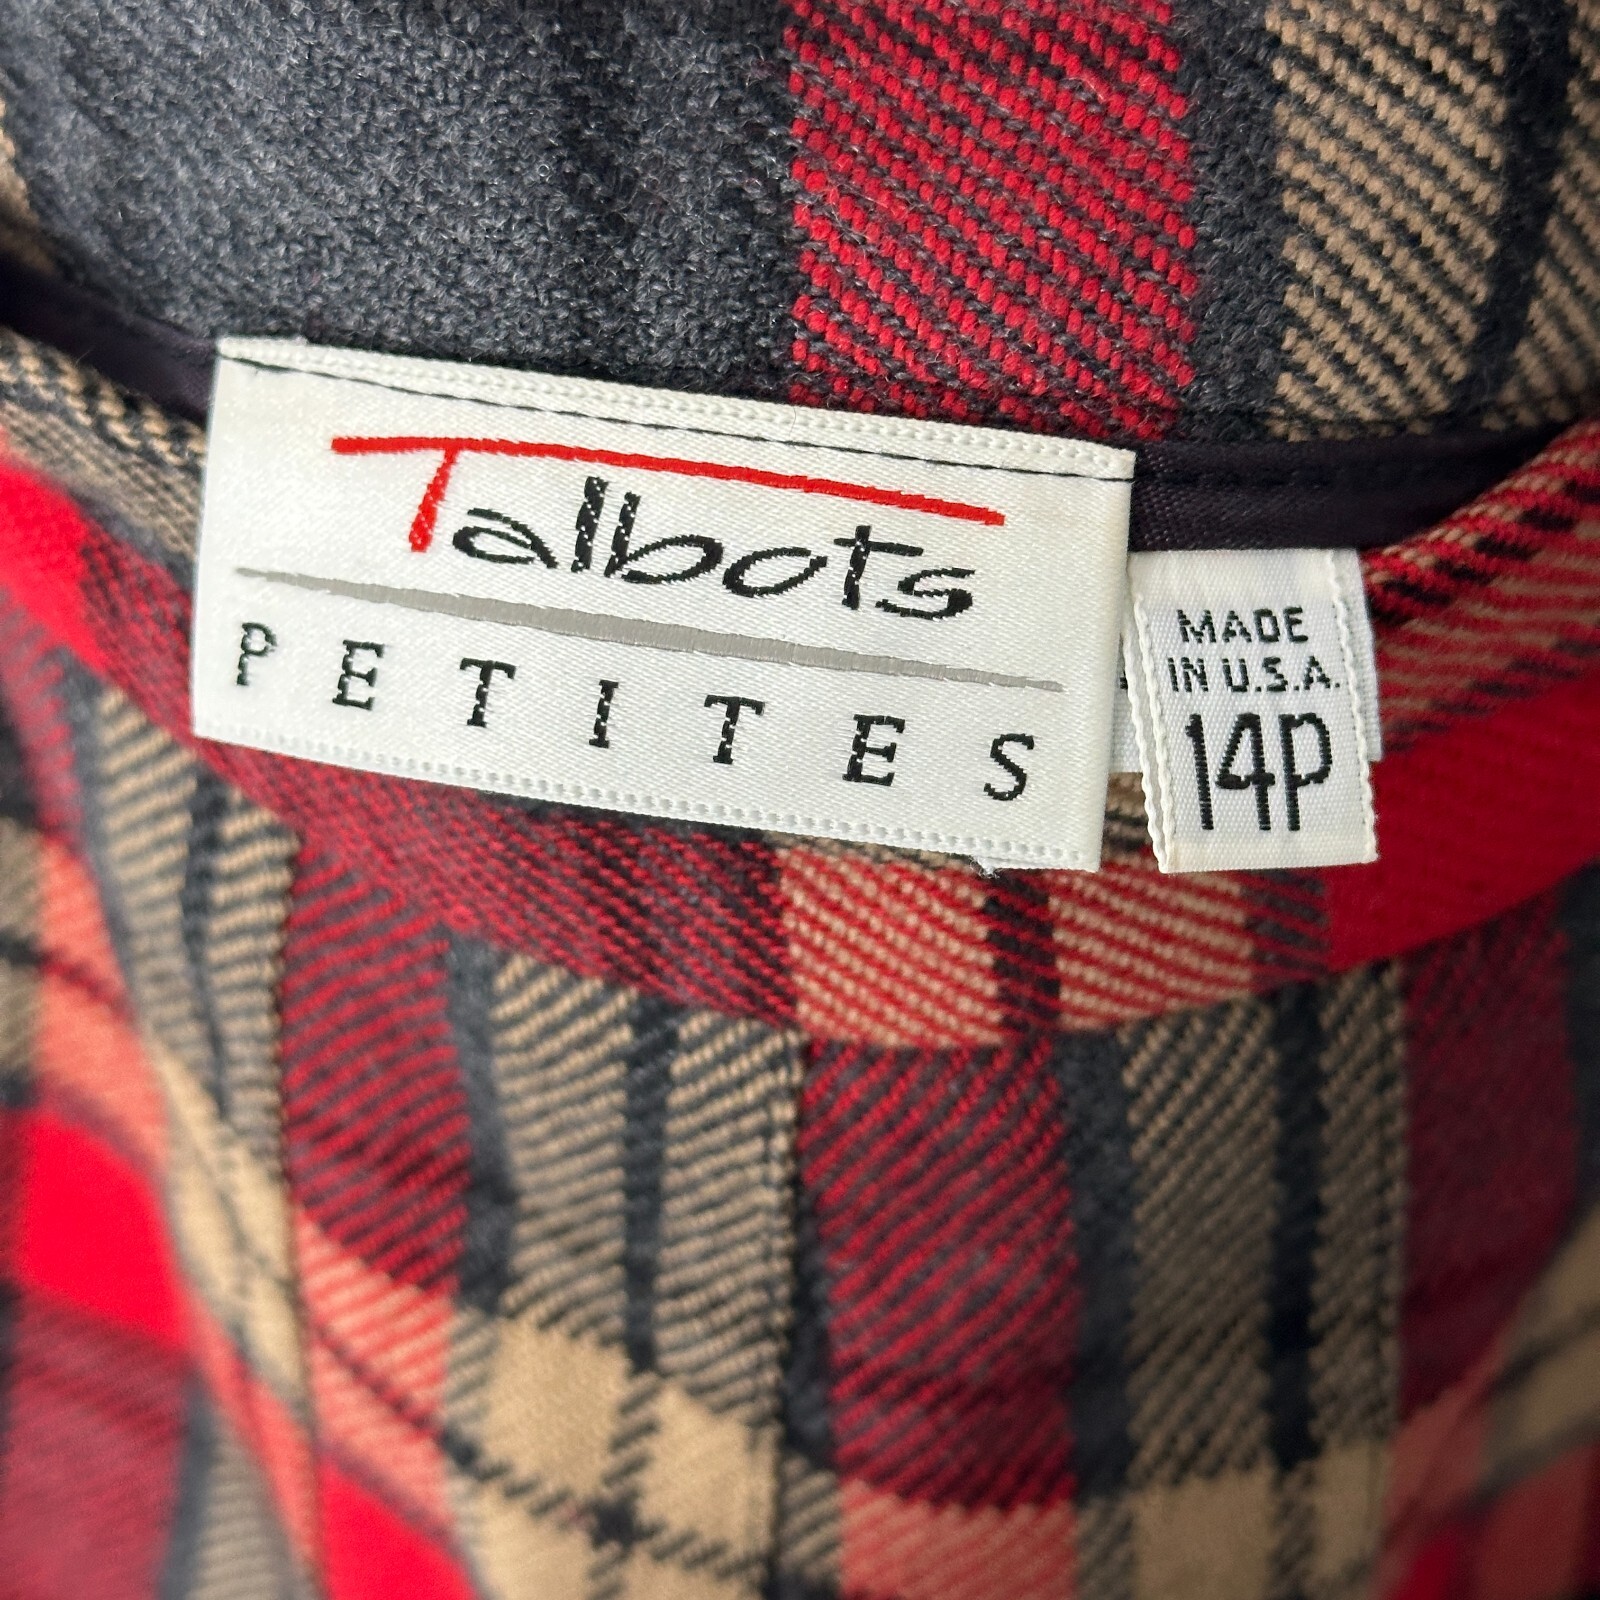 Talbots
PETITES
MADE
IN U.S.A.
14P